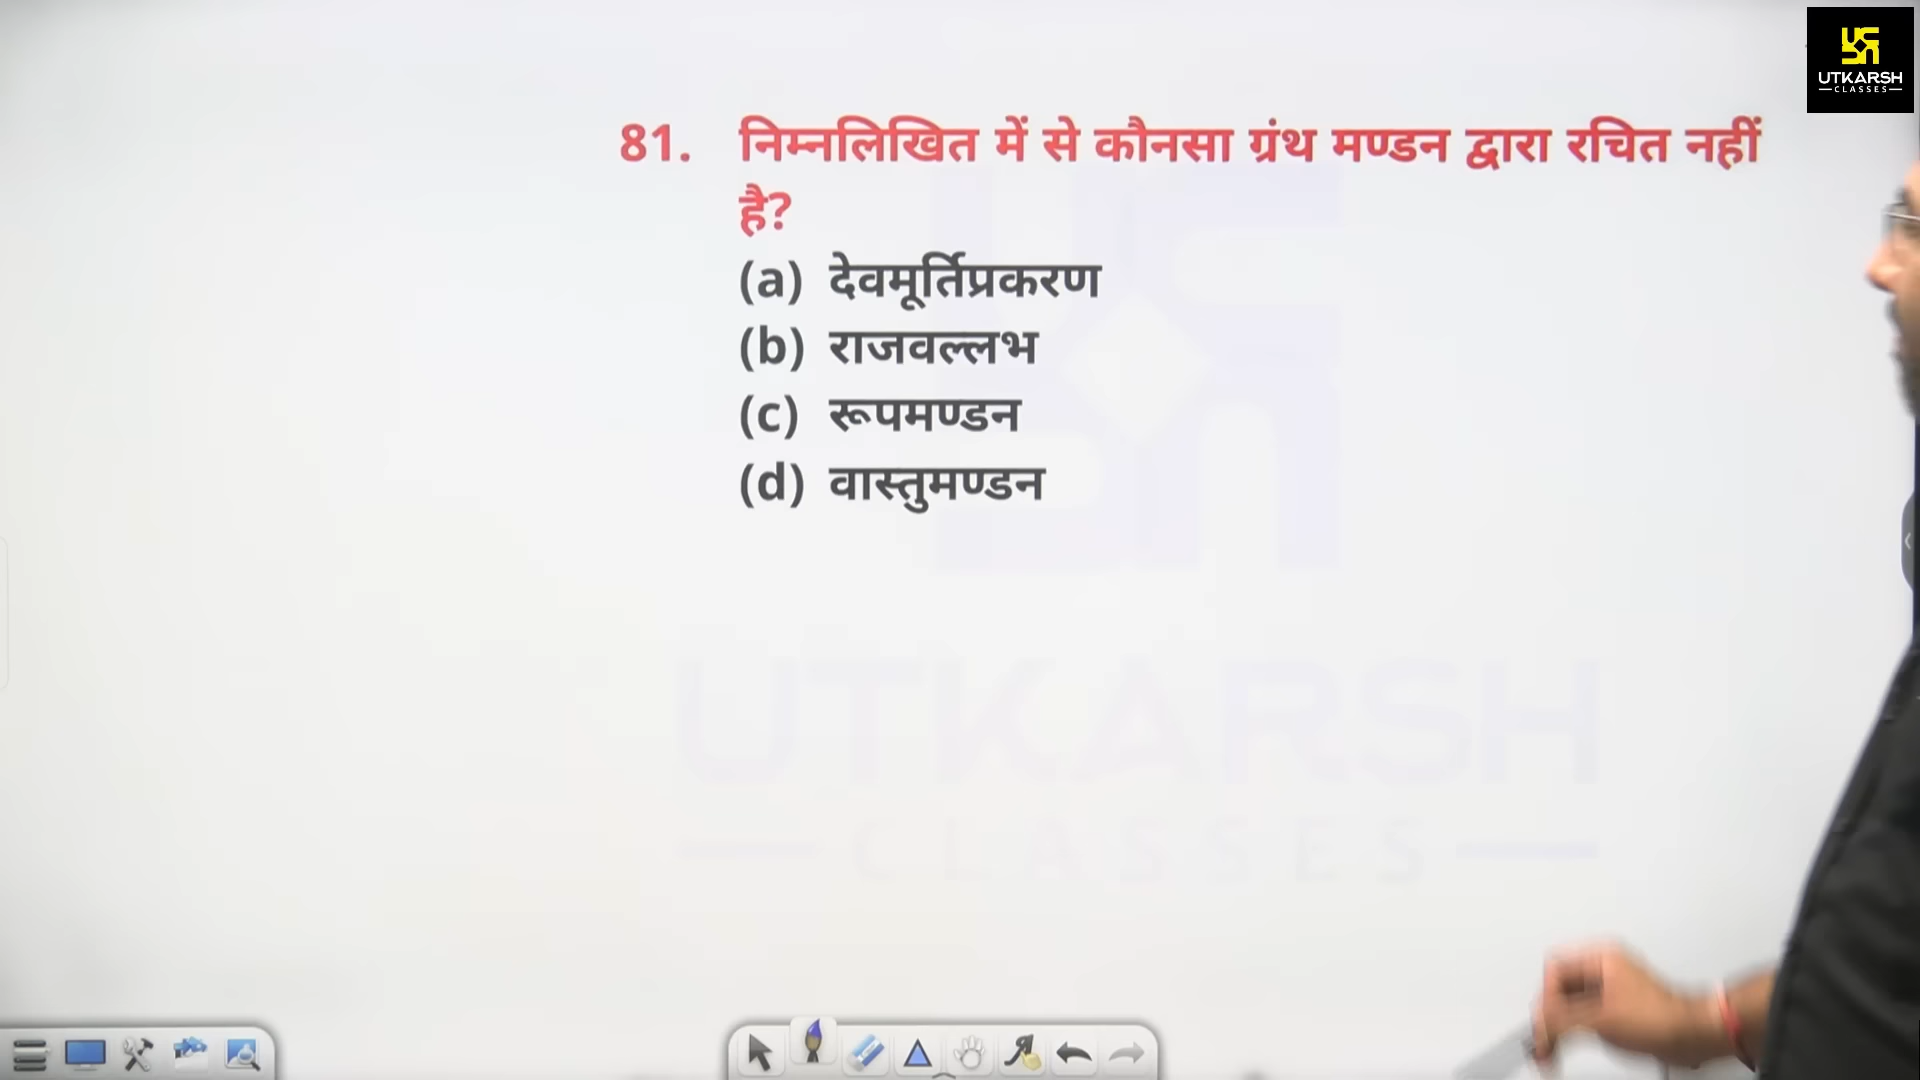 UTKARSH
CLASSES
81. निम्नलिखित में से कौनसा ग्रंथ मण्डन द्वारा रचित नहीं
है?
(a) देवमूर्तिप्रकरण
(b) राजवल्लभ
(c) रूपमण्डन
(d) वास्तुमण्डन
UTKARSH
CLASSES